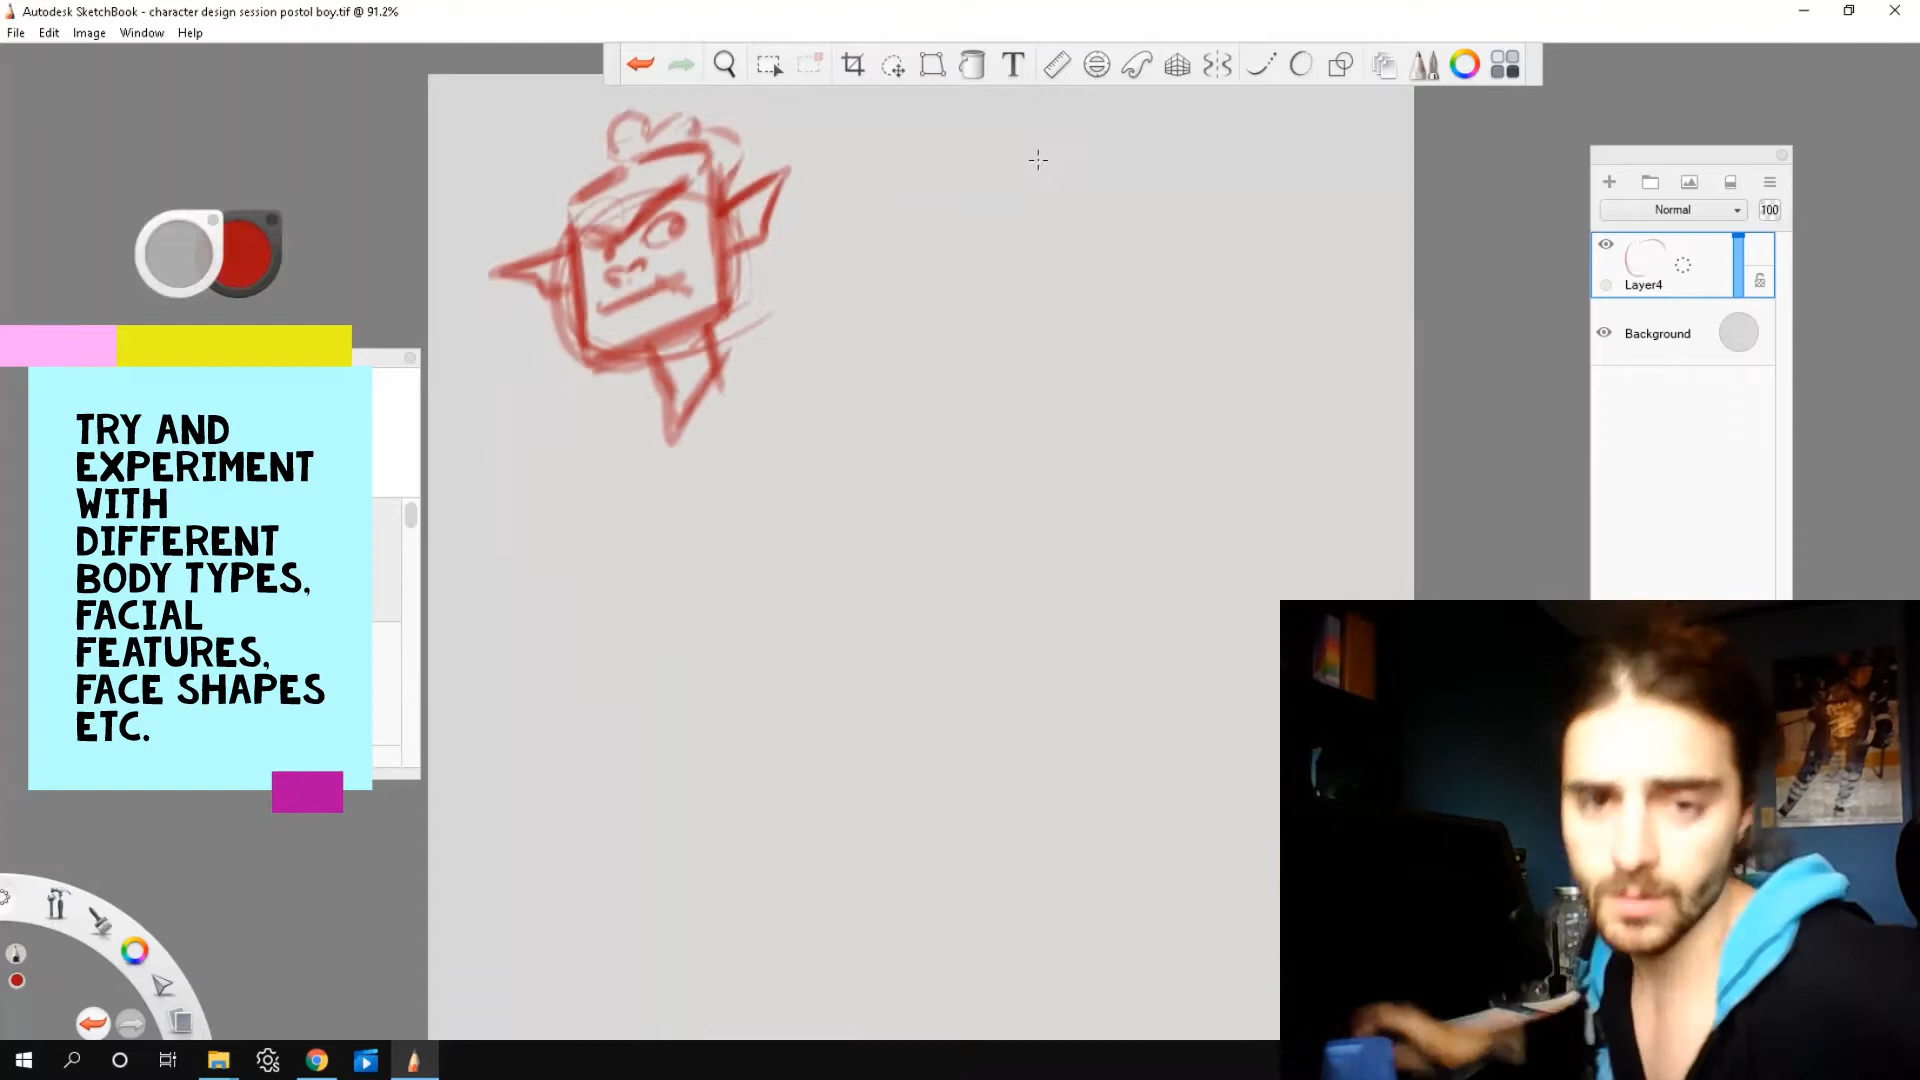 Autodesk SketchBook - character design session postol boy.tif @ 91.2%
File Edit Image Window Help
T
Normal 100
Layer4
Background
TRY AND
EXPERIMENT
WITH
DIFFERENT
BODY TYPES,
FACIAL
FEATURES,
FACE SHAPES
ETC.